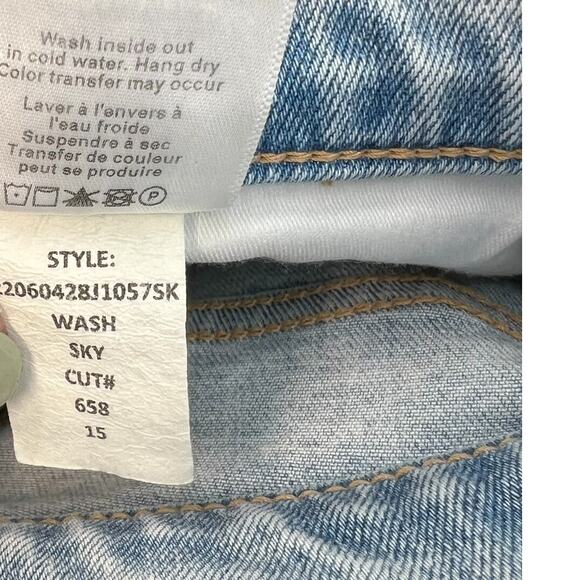 Wash inside out
in cold water. Hang dry
Color transfer may occur
Laver à l'envers à
l'eau froide
Suspendre à sec
Transfer de couleur
peut se produire
P
STYLE:
22060428J1057SK
WASH
SKY
CUT#
658
15